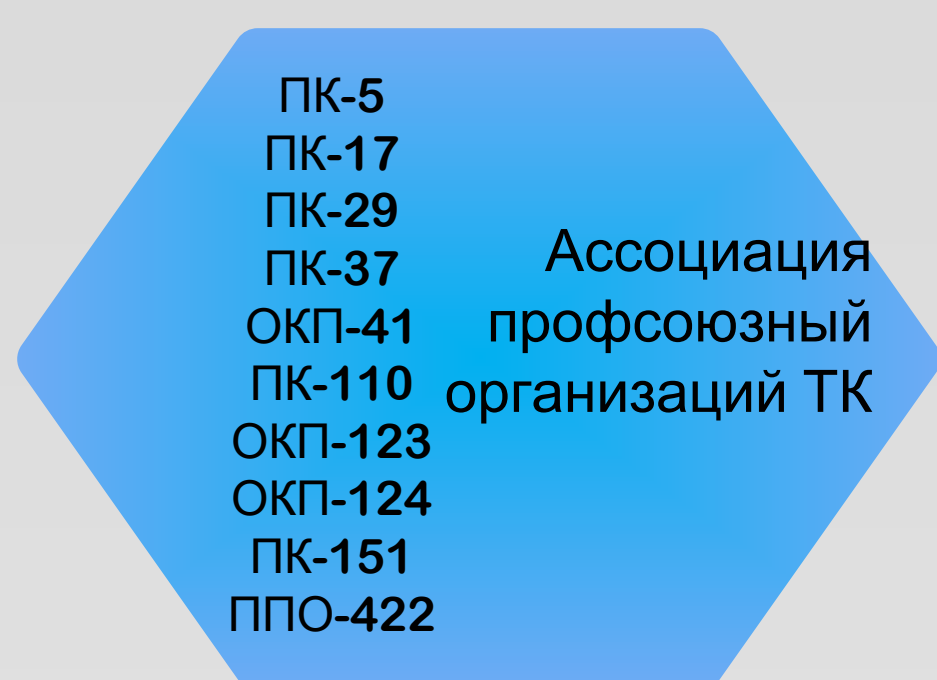 ПК-5
ПК-17
ПК-29
ПК-37
ОКП-41
ПК-110
ОКП-123
ОКП-124
ПК-151
ППО-422
Ассоциация
профсоюзный
организаций ТК